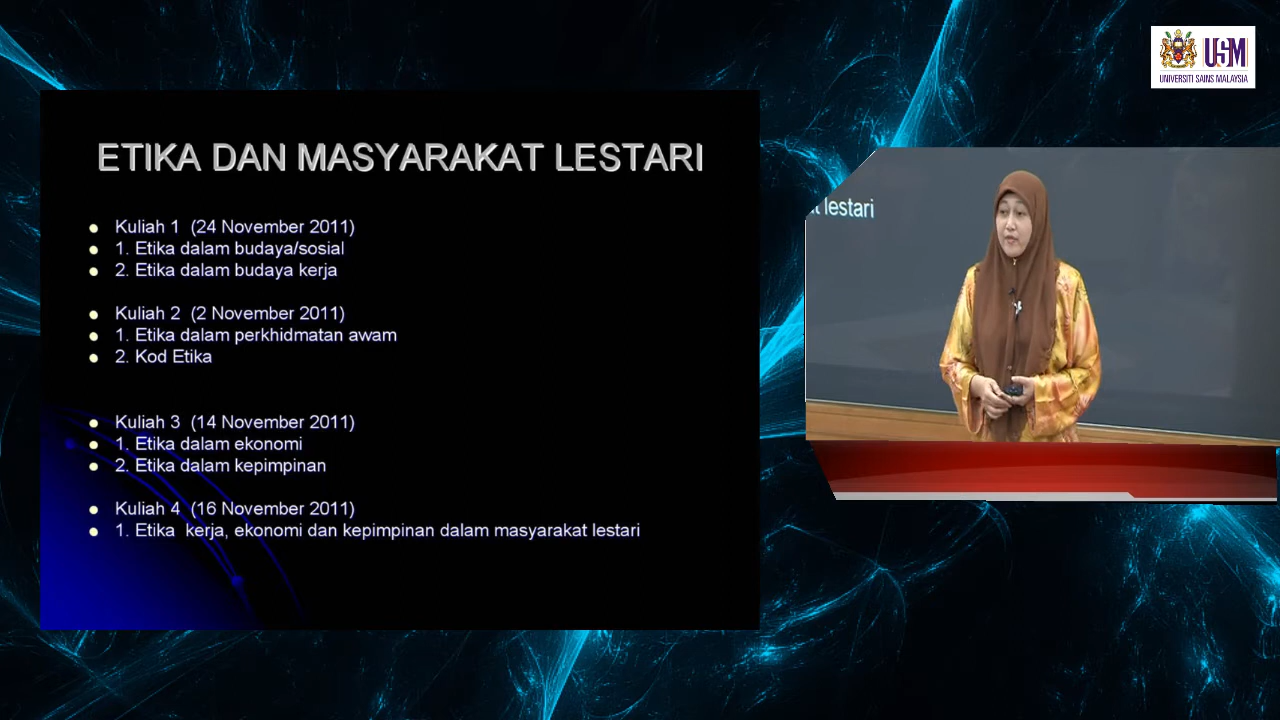 ETIKA DAN MASYARAKAT LESTARI
Kuliah 1 (24 November 2011)
1. Etika dalam budaya/sosial
2. Etika dalam budaya kerja
Kuliah 2 (2 November 2011)
1. Etika dalam perkhidmatan awam
2. Kod Etika
Kuliah 3 (14 November 2011)
1. Etika dalam ekonomi
2. Etika dalam kepimpinan
Kuliah 4 (16 November 2011)
1. Etika kerja, ekonomi dan kepimpinan dalam masyarakat lestari
lestari
USM
UNIVERSITI SAINS MALAYSIA